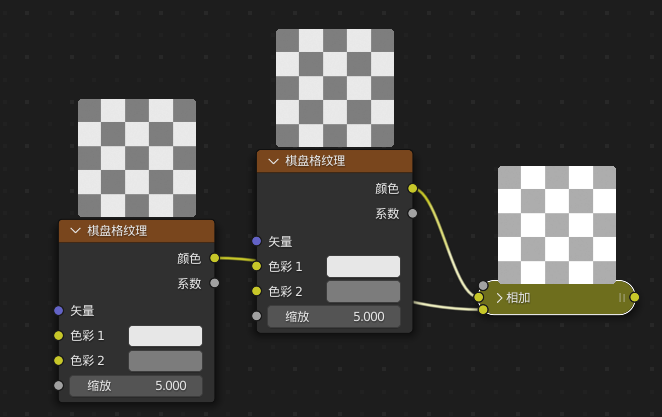 棋盘格纹理
颜色
系数
矢量
色彩 1
色彩 2
缩放 5.000
棋盘格纹理
颜色
系数
矢量
色彩 1
色彩 2
缩放 5.000
相加